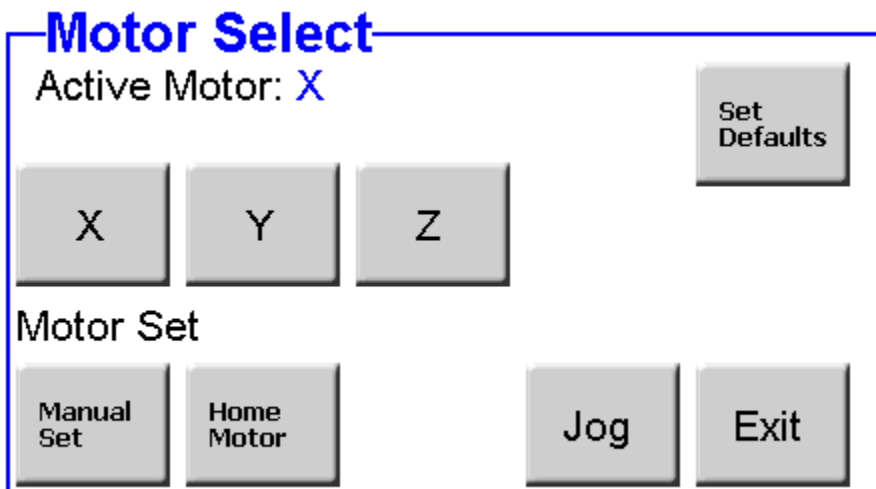 Motor Select
Active Motor: X
Set
Defaults
X
Y
Z
Motor Set
Manual
Set
Home
Motor
Jog
Exit